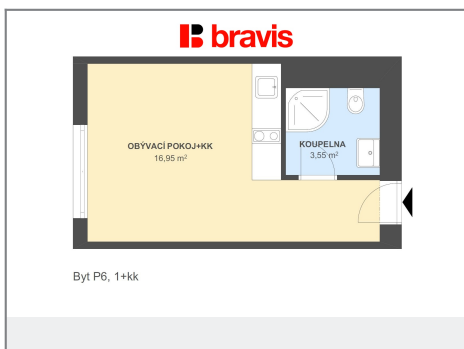 bravis
OBÝVACÍ POKOJ+KK
16,95 m²
KOUPELNA
3,55 m²
Byt P6, 1+kk